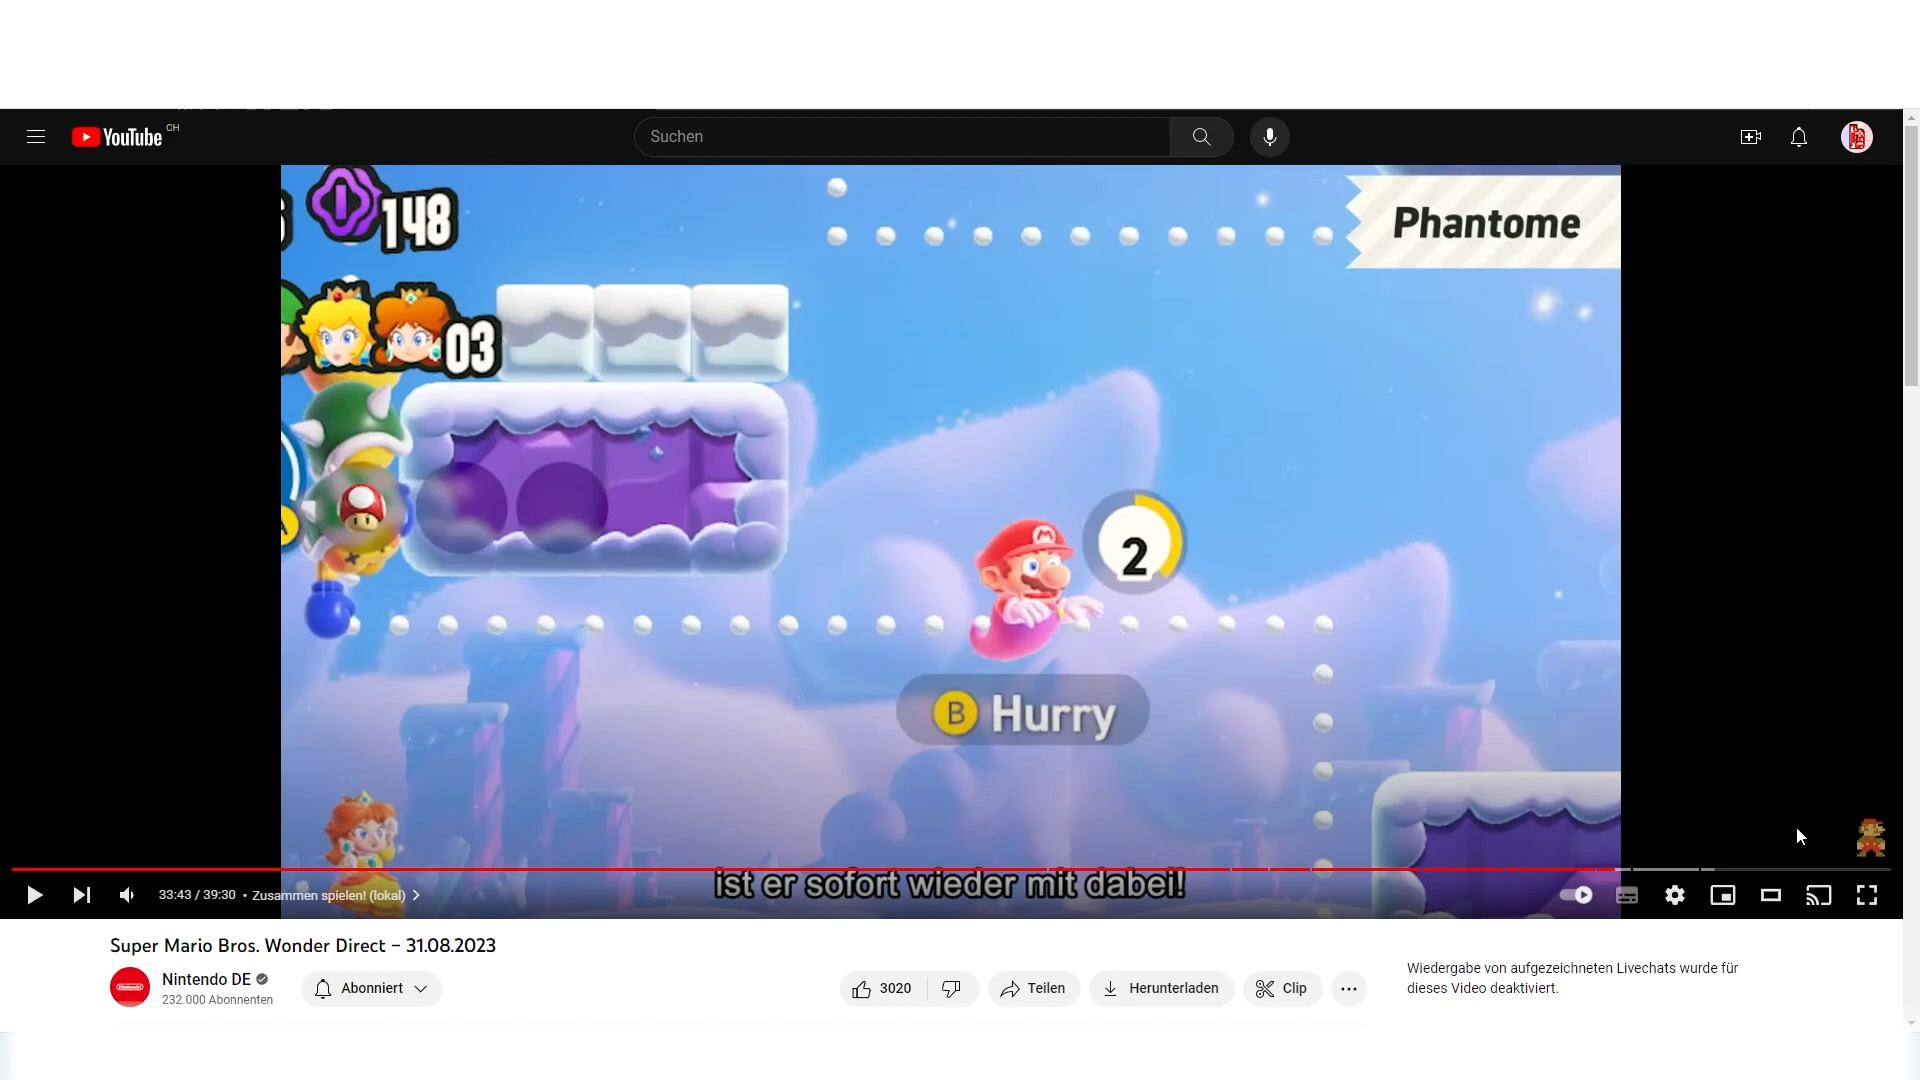 YouTube CH
Suchen
148
Phantome
03
2
B Hurry
ist er sofort wieder mit dabei!
33:43 / 39:30 • Zusammen spielen! (lokal)
Super Mario Bros. Wonder Direct – 31.08.2023
Nintendo DE
232.000 Abonnenten
Abonniert
3020
Teilen
Herunterladen
Clip
Wiedergabe von aufgezeichneten Livechats wurde für
dieses Video deaktiviert.